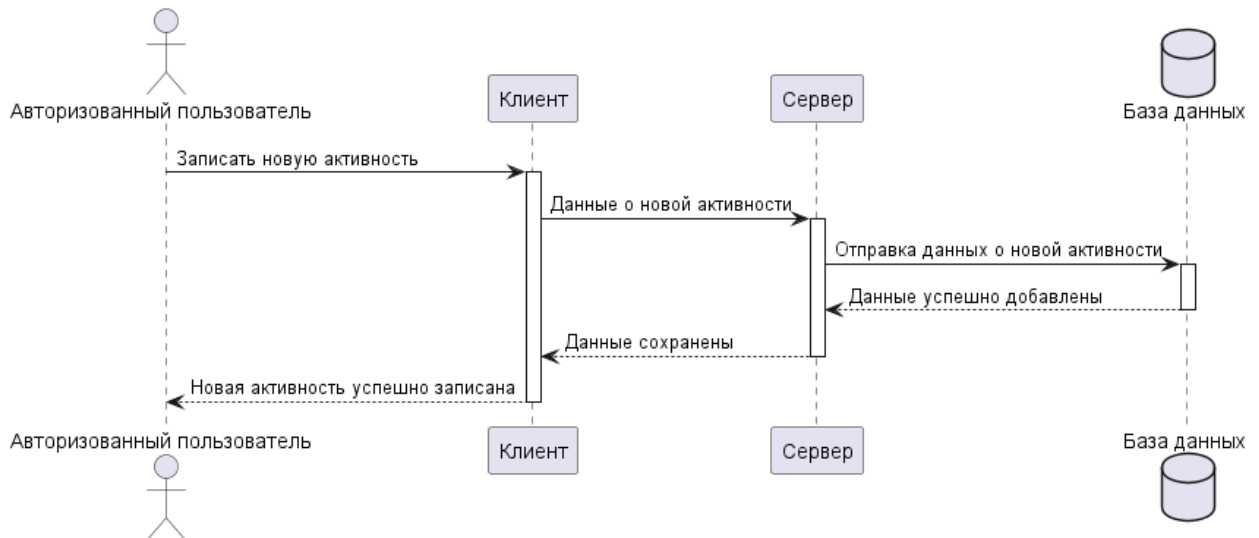 Авторизованный пользователь
Клиент
Сервер
База данных
Записать новую активность
Данные о новой активности
Отправка данных о новой активности
Данные успешно добавлены
Данные сохранены
Новая активность успешно записана
Авторизованный пользователь
Клиент
Сервер
База данных